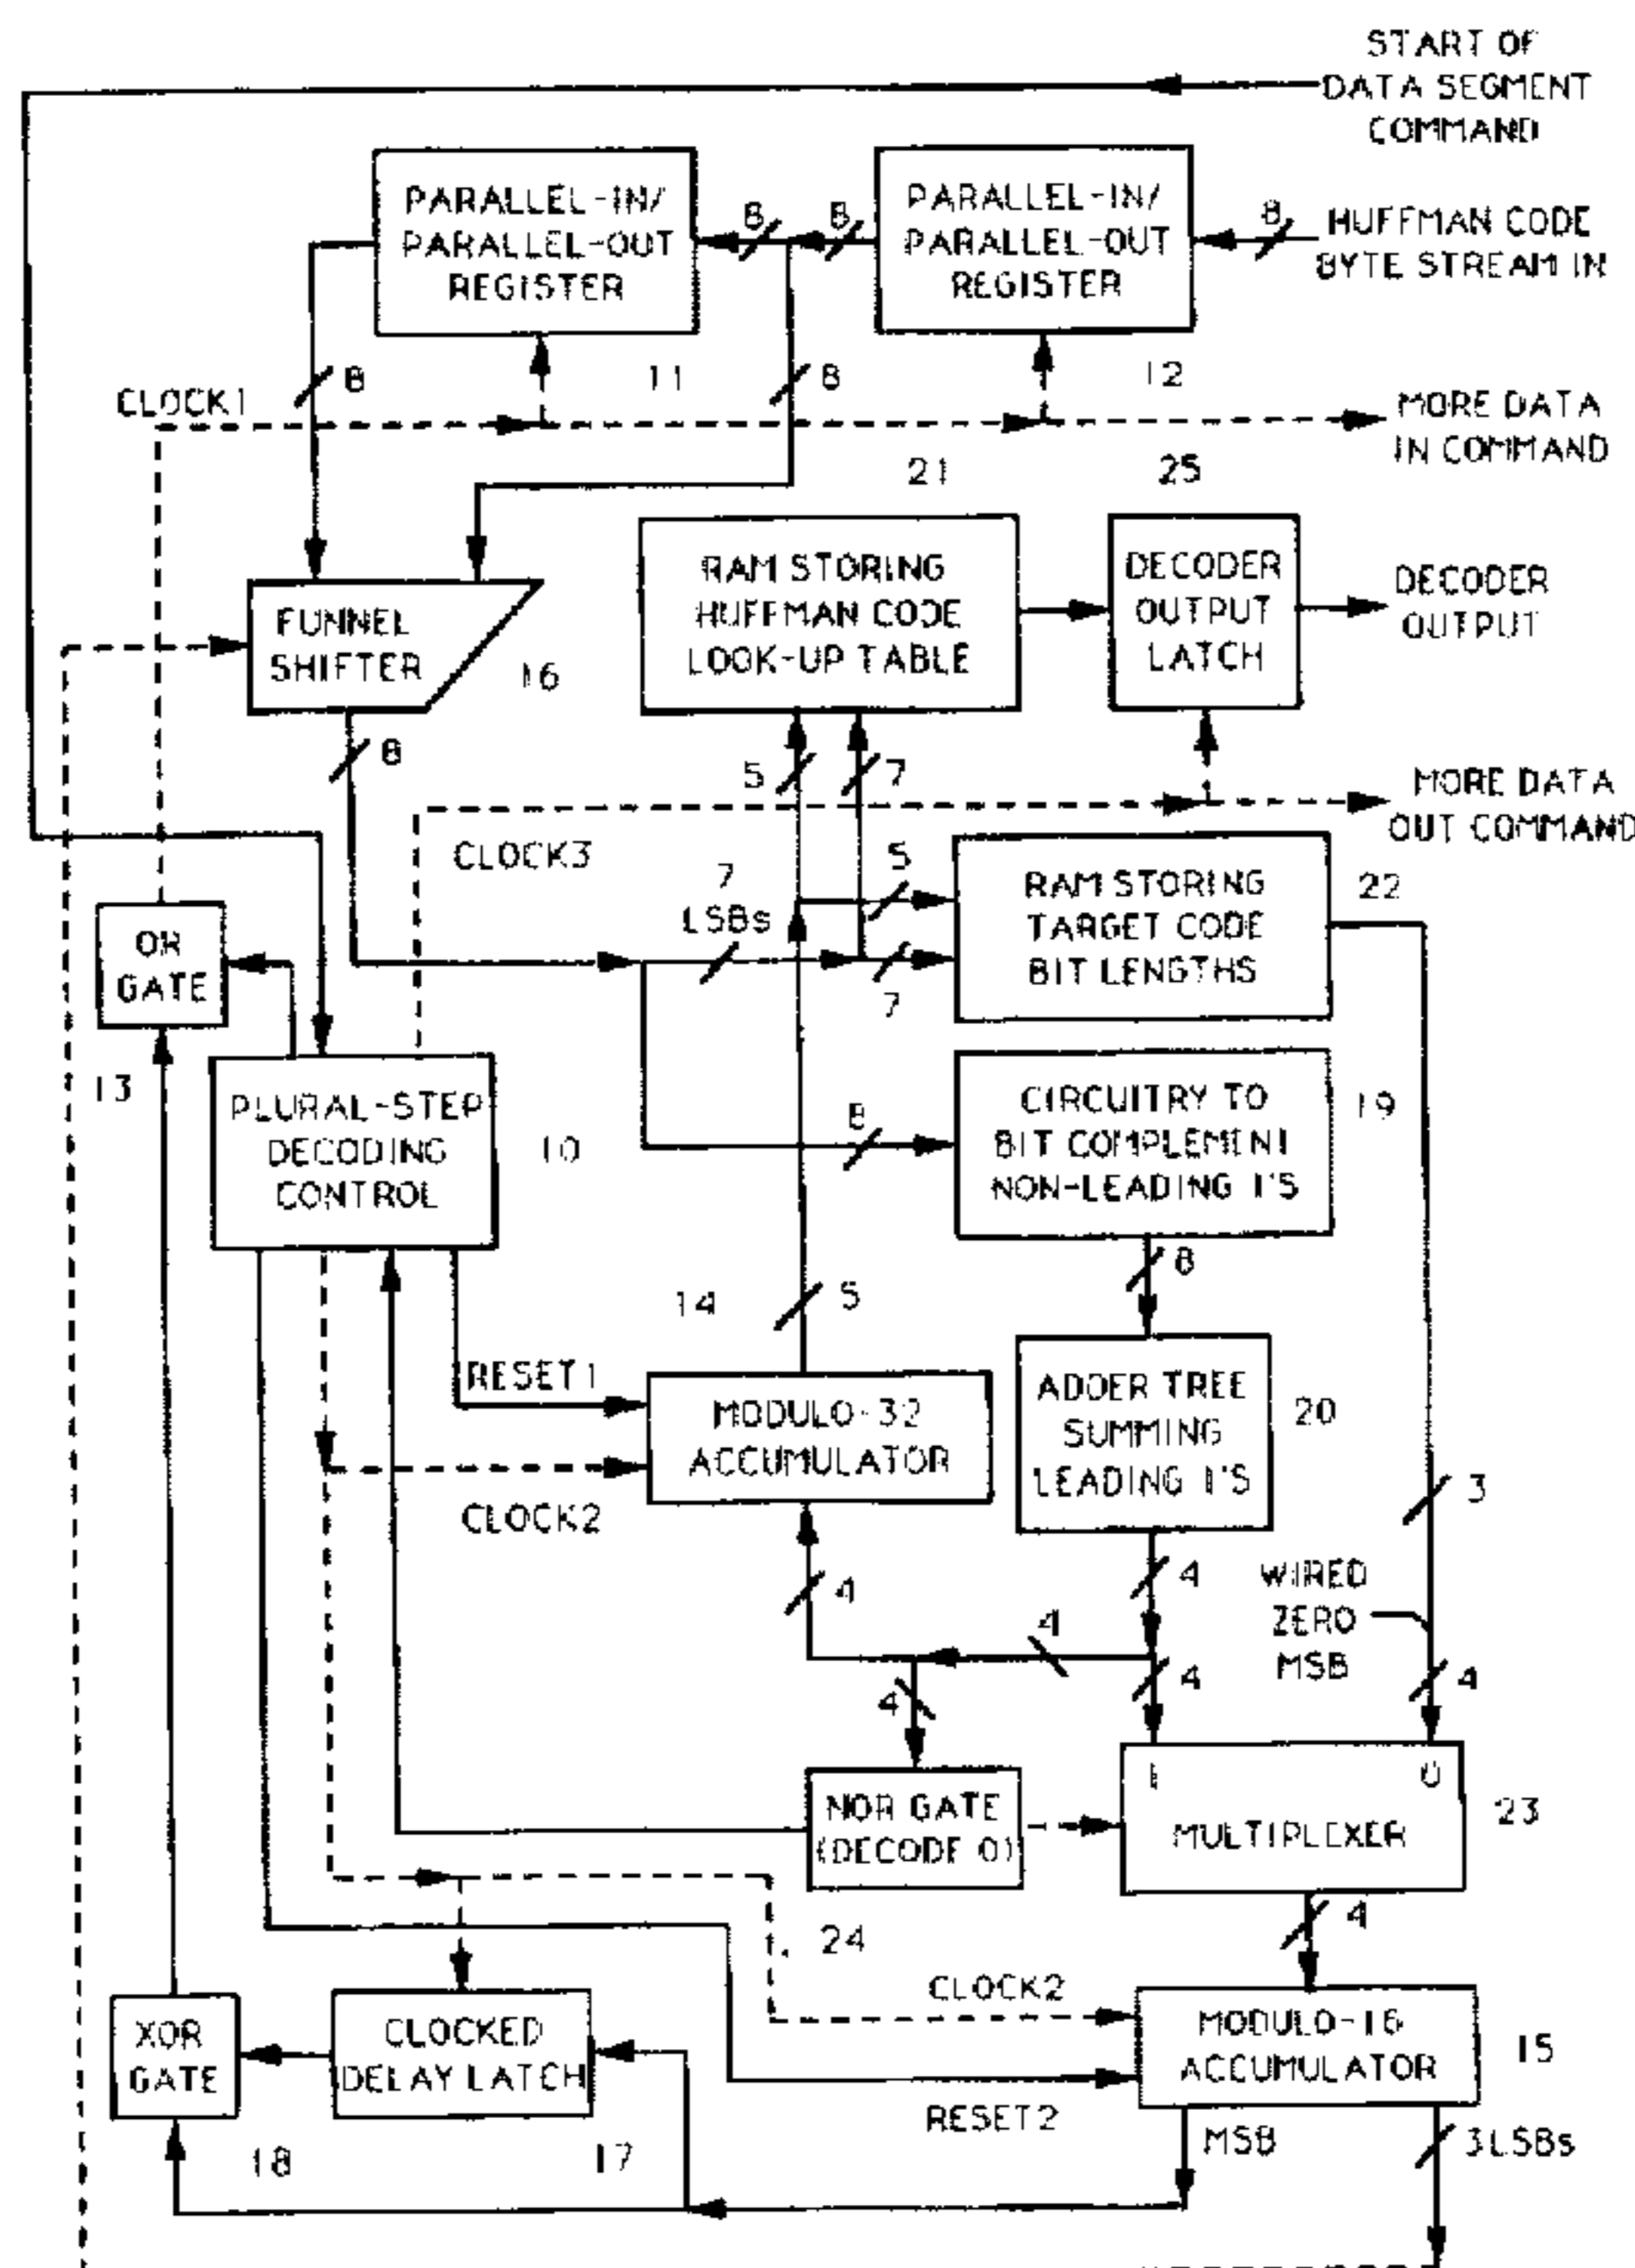 START OF
DATA SEGMENT
COMMAND
PARALLEL-IN/
PARALLEL-OUT
REGISTER
8
8
PARALLEL-IN/
PARALLEL-OUT
REGISTER
8
HUFFMAN CODE
BYTE STREAM IN
8
11
8
12
CLOCK1
MORE DATA
IN COMMAND
21
25
FUNNEL
SHIFTER
16
RAM STORING
HUFFMAN CODE
LOOK-UP TABLE
DECODER
OUTPUT
LATCH
DECODER
OUTPUT
8
5
7
MORE DATA
OUT COMMAND
CLOCK3
7
LSBs
5
7
RAM STORING
TARGET CODE
BIT LENGTHS
22
OR
GATE
13
PLURAL-STEP
DECODING
CONTROL
10
8
CIRCUITRY TO
BIT COMPLEMENT
NON-LEADING 1'S
19
8
14
5
RESET1
MODULO-32
ACCUMULATOR
ADDER TREE
SUMMING
LEADING 1'S
20
CLOCK2
3
4
4
4
WIRED
ZERO
MSB
4
4
4
NOR GATE
(DECODE 0)
1
0
MULTIPLEXER
23
24
4
CLOCK2
XOR
GATE
CLOCKED
DELAY LATCH
MODULO-16
ACCUMULATOR
15
RESET2
18
17
MSB
3LSBs